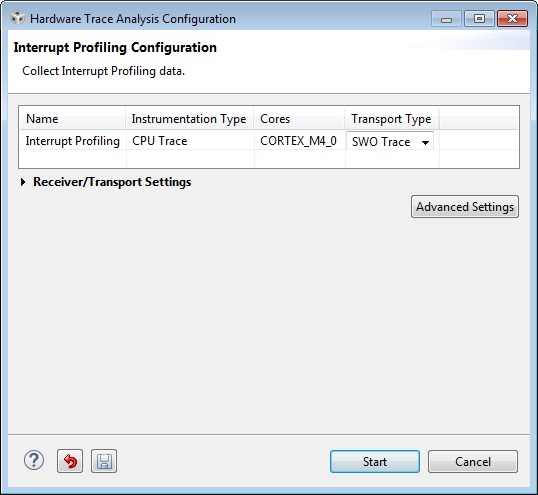 Hardware Trace Analysis Configuration
Interrupt Profiling Configuration
Collect Interrupt Profiling data.
Name Instrumentation Type Cores Transport Type
Interrupt Profiling CPU Trace CORTEX_M4_0 SWO Trace
Receiver/Transport Settings
Advanced Settings
? Start Cancel